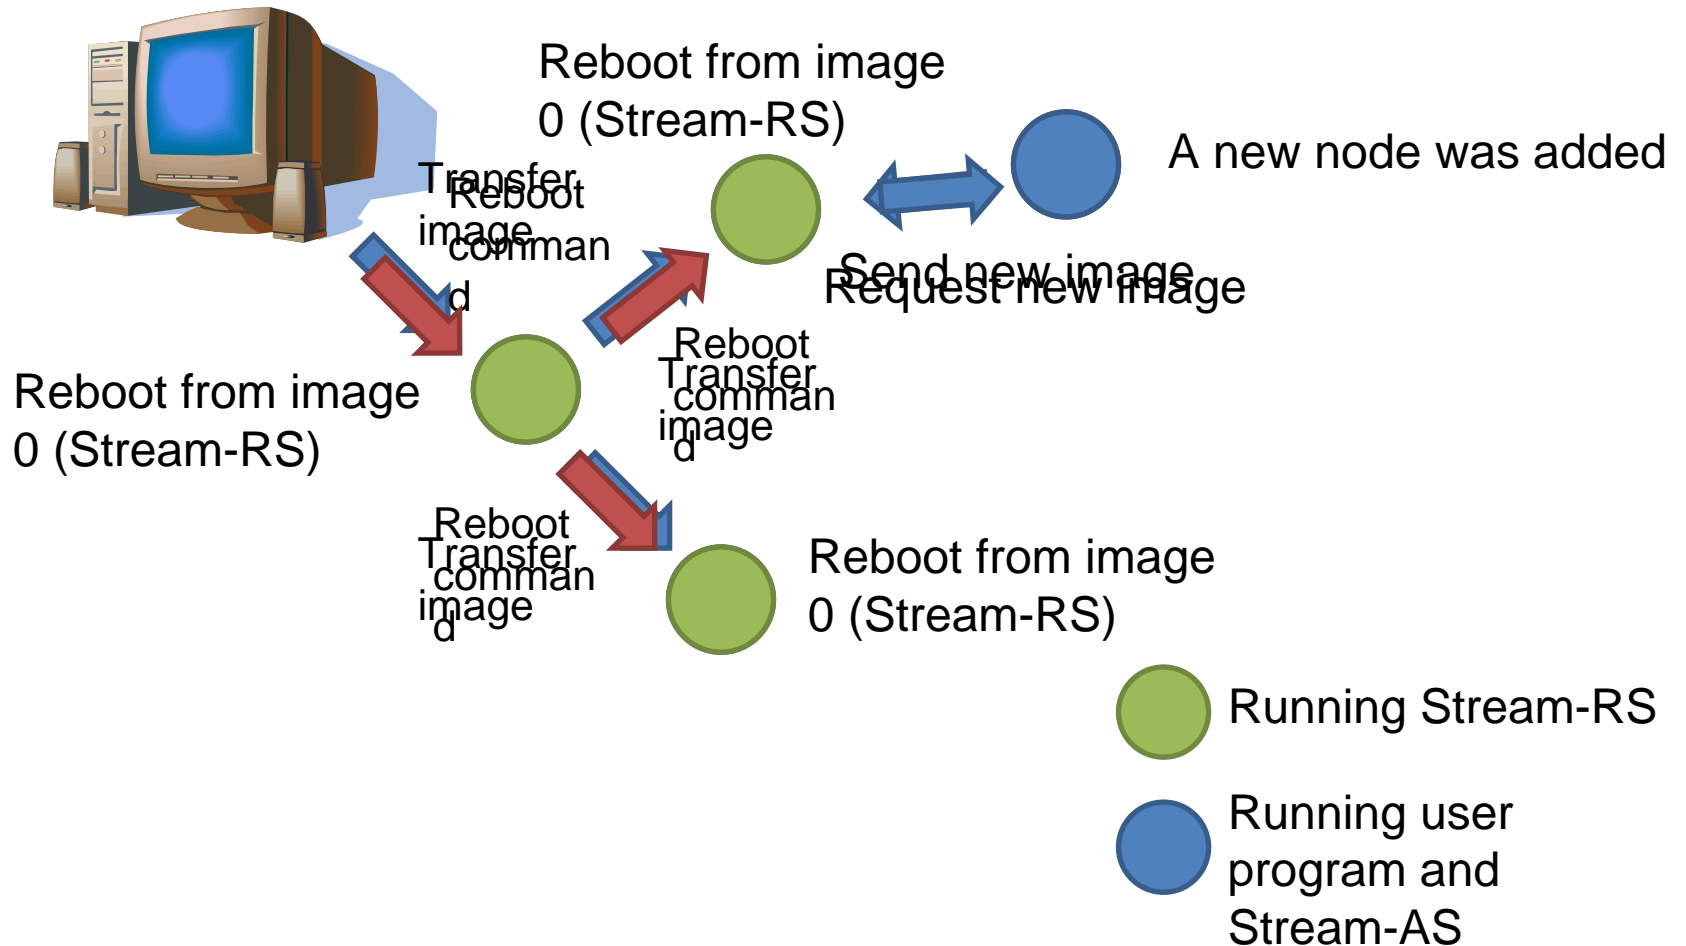 Reboot from image
0 (Stream-RS)
A new node was added
Transfer
image
Reboot
comman
d
Send new image
Request new image
Reboot
comman
d
Transfer
image
Reboot from image
0 (Stream-RS)
Reboot
comman
d
Transfer
image
Reboot from image
0 (Stream-RS)
Running Stream-RS
Running user
program and
Stream-AS